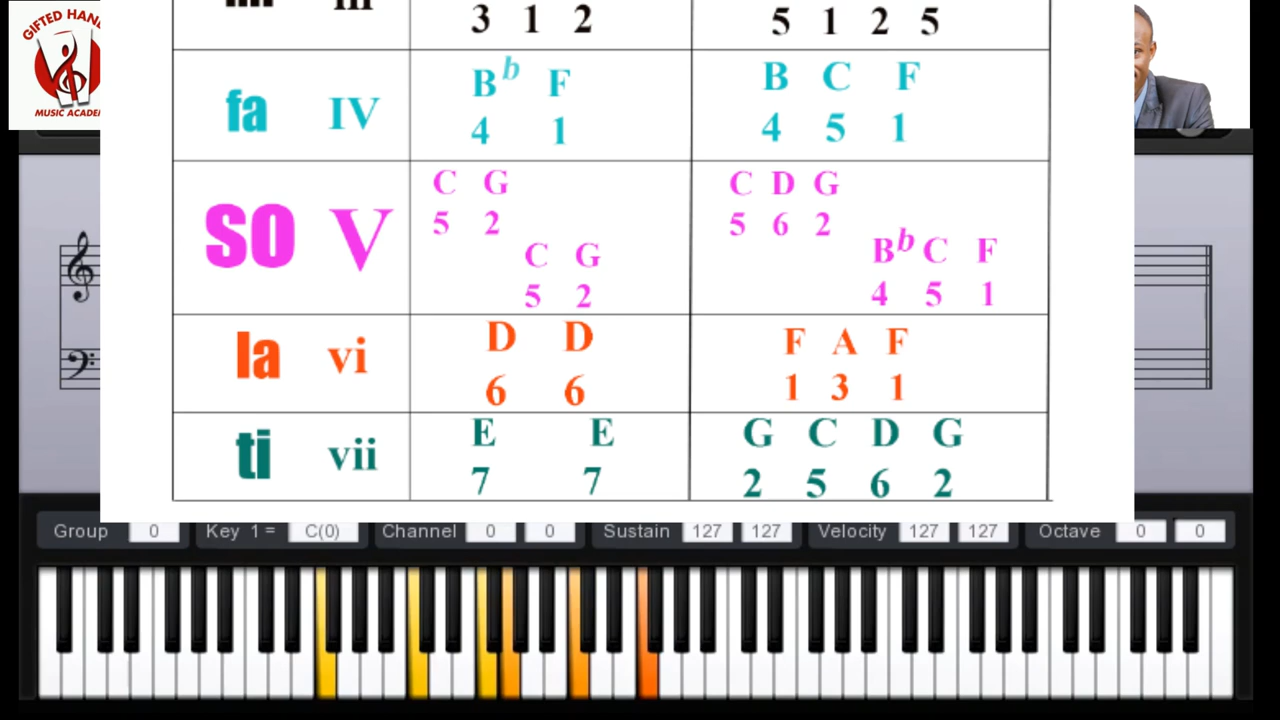 GIFTED HAN
MUSIC ACADE
iii
3 1 2
5 1 2 5
fa IV
B b F
4 1
B C F
4 5 1
SO V
C G
5 2
C G
5 2
C D G
5 6 2
B b C F
4 5 1
la vi
D D
6 6
F A F
1 3 1
ti vii
E E
7 7
G C D G
2 5 6 2
Group 0 Key 1 = C(0) Channel 0 0 Sustain 127 127 Velocity 127 127 Octave 0 0